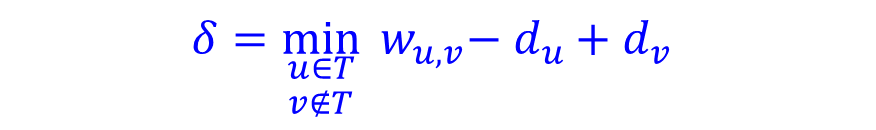 δ = min w_{u,v} − d_u + d_v
u∈T
v∉T